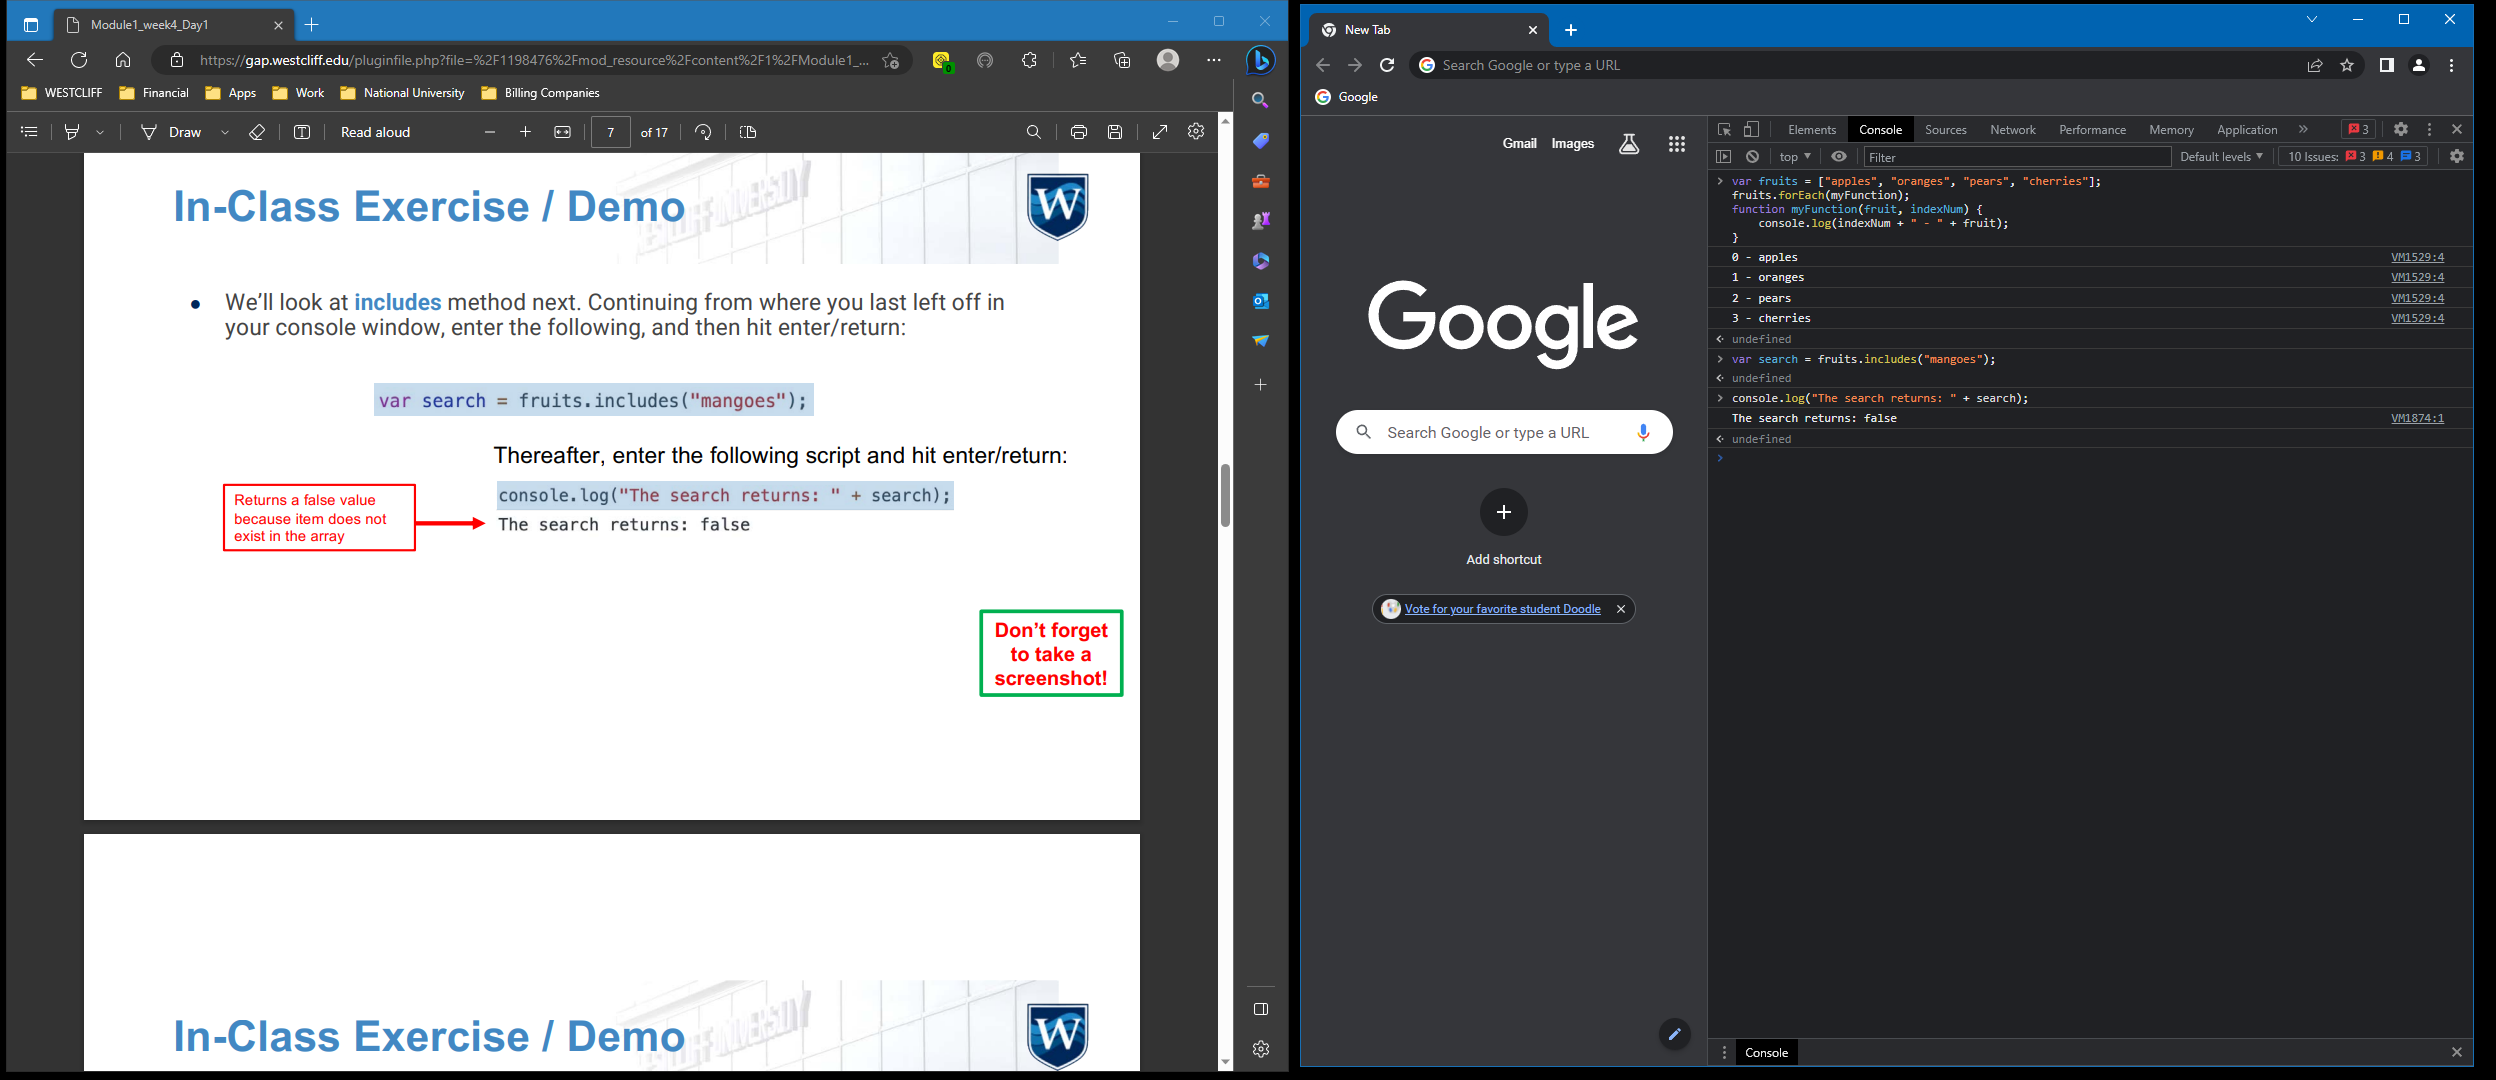 Module1_week4_Day1
https://gap.westcliff.edu/pluginfile.php?file=%2F1198476%2Fmod_resource%2Fcontent%2F1%2FModule1_...
0
WESTCLIFF Financial Apps Work National University Billing Companies
Draw Read aloud 7 of 17
In-Class Exercise / Demo
W
• We’ll look at includes method next. Continuing from where you last left off in
your console window, enter the following, and then hit enter/return:
var search = fruits.includes("mangoes");
Thereafter, enter the following script and hit enter/return:
console.log("The search returns: " + search);
The search returns: false
Returns a false value
because item does not
exist in the array
Don’t forget
to take a
screenshot!
In-Class Exercise / Demo
W
New Tab
Search Google or type a URL
Google
Gmail Images
Google
Search Google or type a URL
Add shortcut
Vote for your favorite student Doodle
Elements Console Sources Network Performance Memory Application » 3
top Filter Default levels 10 Issues: 3 4 3
> var fruits = ["apples", "oranges", "pears", "cherries"];
fruits.forEach(myFunction);
function myFunction(fruit, indexNum) {
console.log(indexNum + " - " + fruit);
}
0 - apples VM1529:4
1 - oranges VM1529:4
2 - pears VM1529:4
3 - cherries VM1529:4
undefined
> var search = fruits.includes("mangoes");
undefined
> console.log("The search returns: " + search);
The search returns: false VM1874:1
undefined
>
Console